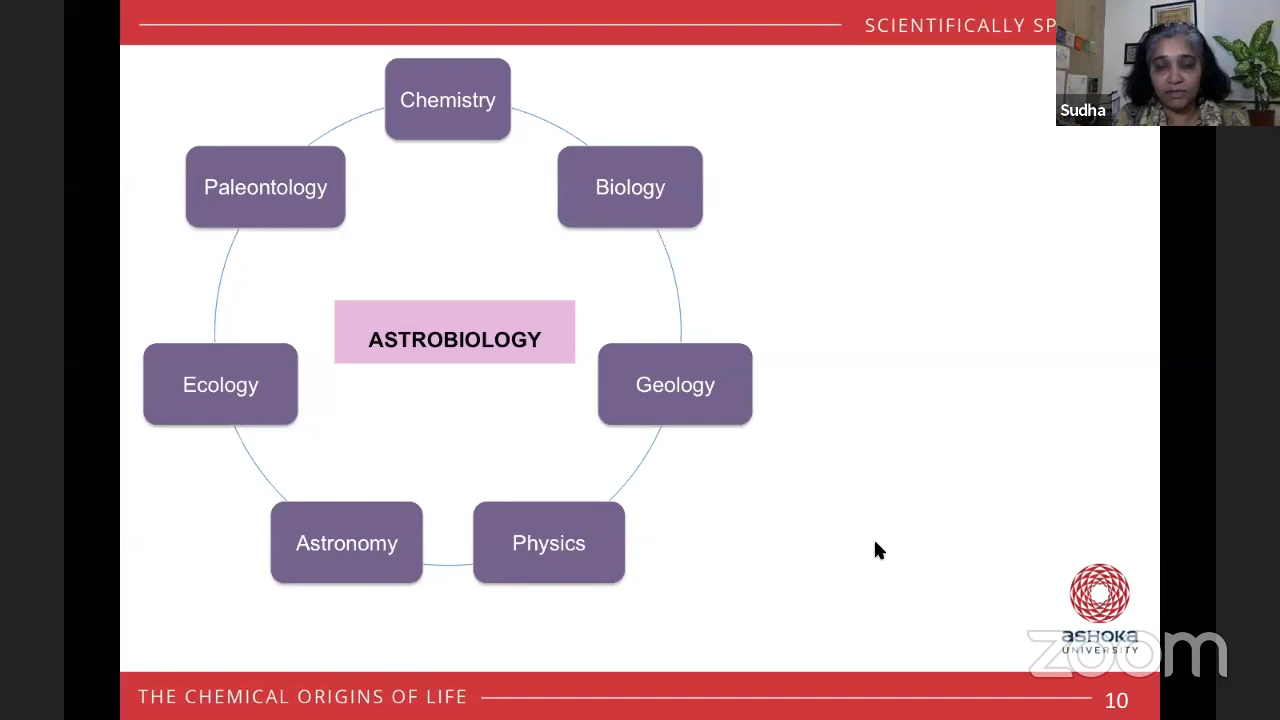 SCIENTIFICALLY SP
Sudha
Chemistry
Paleontology
Biology
ASTROBIOLOGY
Ecology
Geology
Astronomy
Physics
ASHOKA
UNIVERSITY
zoom
THE CHEMICAL ORIGINS OF LIFE
10